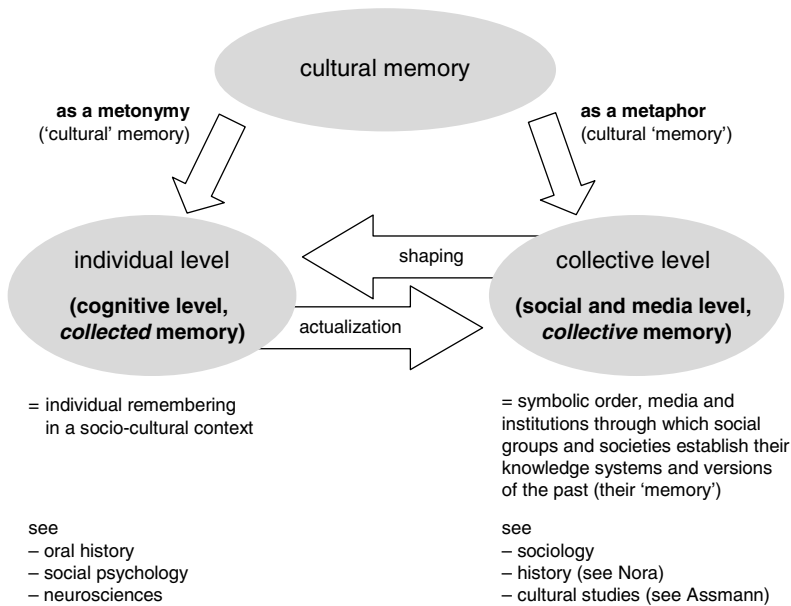 cultural memory
as a metonymy
('cultural' memory)
as a metaphor
(cultural 'memory')
individual level
(cognitive level,
collected memory)
shaping
actualization
collective level
(social and media level,
collective memory)
= individual remembering
in a socio-cultural context
= symbolic order, media and
institutions through which social
groups and societies establish their
knowledge systems and versions
of the past (their 'memory')
see
– oral history
– social psychology
– neurosciences
see
– sociology
– history (see Nora)
– cultural studies (see Assmann)